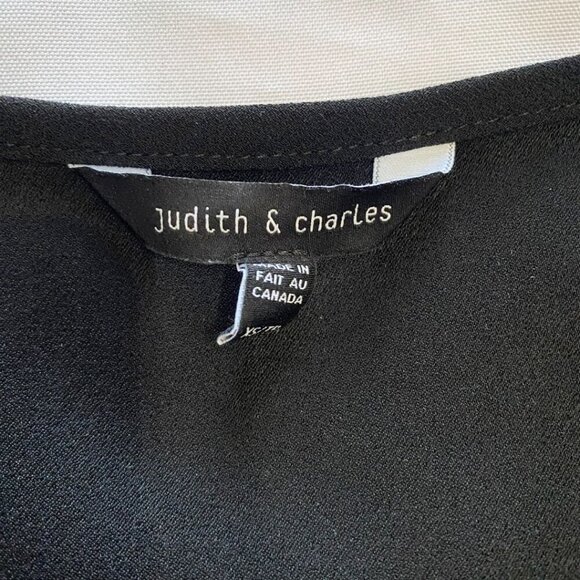 judith & charles
MADE IN
FAIT AU
CANADA